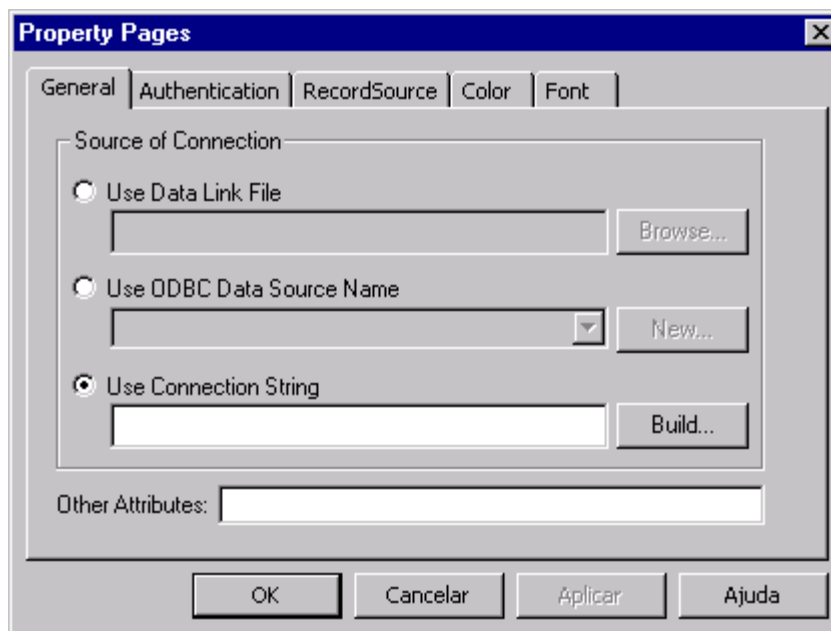 Property Pages
General Authentication RecordSource Color Font
Source of Connection
Use Data Link File
Browse...
Use ODBC Data Source Name
New...
Use Connection String
Build...
Other Attributes:
OK Cancelar Aplicar Ajuda